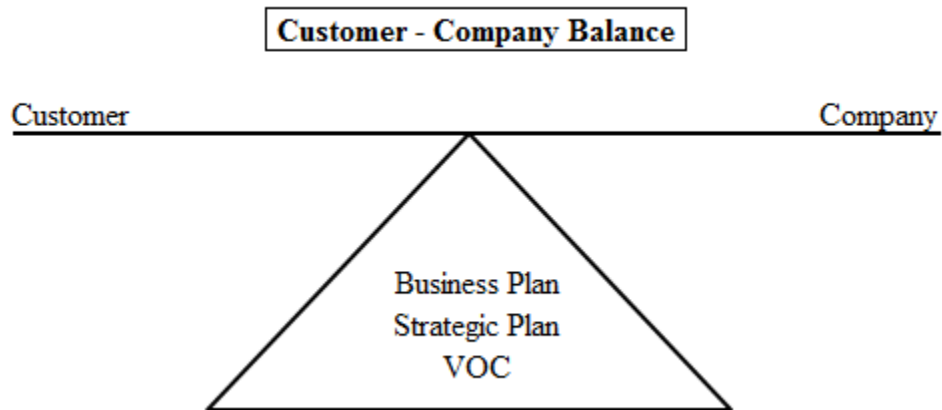 Customer - Company Balance
Customer Company
Business Plan
Strategic Plan
VOC